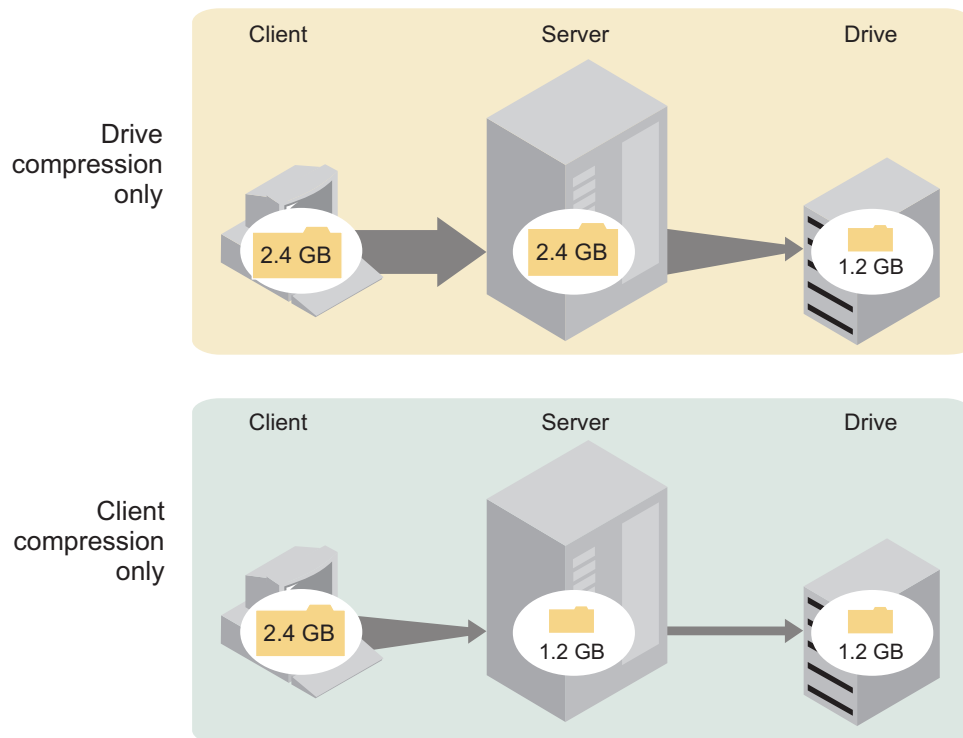 Client
Server
Drive
Drive
compression
only
2.4 GB
2.4 GB
1.2 GB
Client
Server
Drive
Client
compression
only
2.4 GB
1.2 GB
1.2 GB